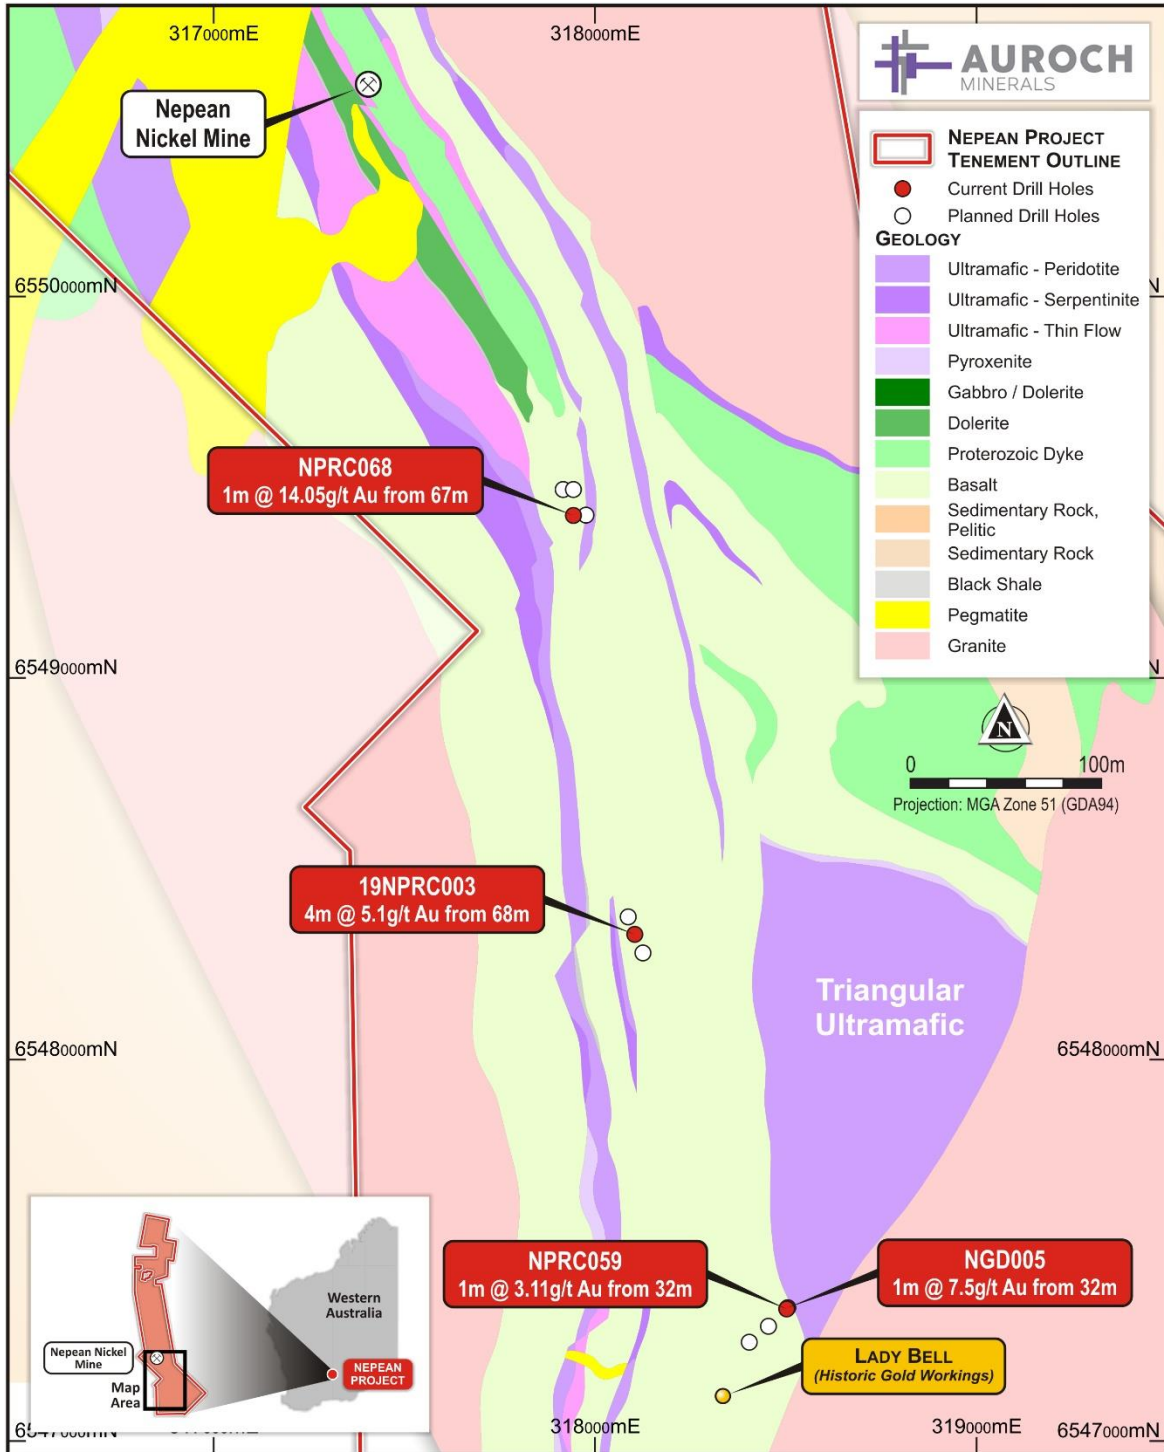 317000mE
318000mE
AUROCH
MINERALS
Nepean
Nickel Mine
NEPEAN PROJECT
TENEMENT OUTLINE
Current Drill Holes
Planned Drill Holes
GEOLOGY
Ultramafic - Peridotite
Ultramafic - Serpentinite
Ultramafic - Thin Flow
Pyroxenite
Gabbro / Dolerite
Dolerite
Proterozoic Dyke
Basalt
Sedimentary Rock,
Pelitic
Sedimentary Rock
Black Shale
Pegmatite
Granite
6550000mN
N
NPRC068
1m @ 14.05g/t Au from 67m
6549000mN
N
N
0 100m
Projection: MGA Zone 51 (GDA94)
19NPRC003
4m @ 5.1g/t Au from 68m
Triangular
Ultramafic
6548000mN
6548000mN
NPRC059
1m @ 3.11g/t Au from 32m
NGD005
1m @ 7.5g/t Au from 32m
LADY BELL
(Historic Gold Workings)
Western
Australia
Nepean Nickel
Mine
NEPEAN
PROJECT
Map
Area
6547000mN
318000mE
319000mE
6547000mN